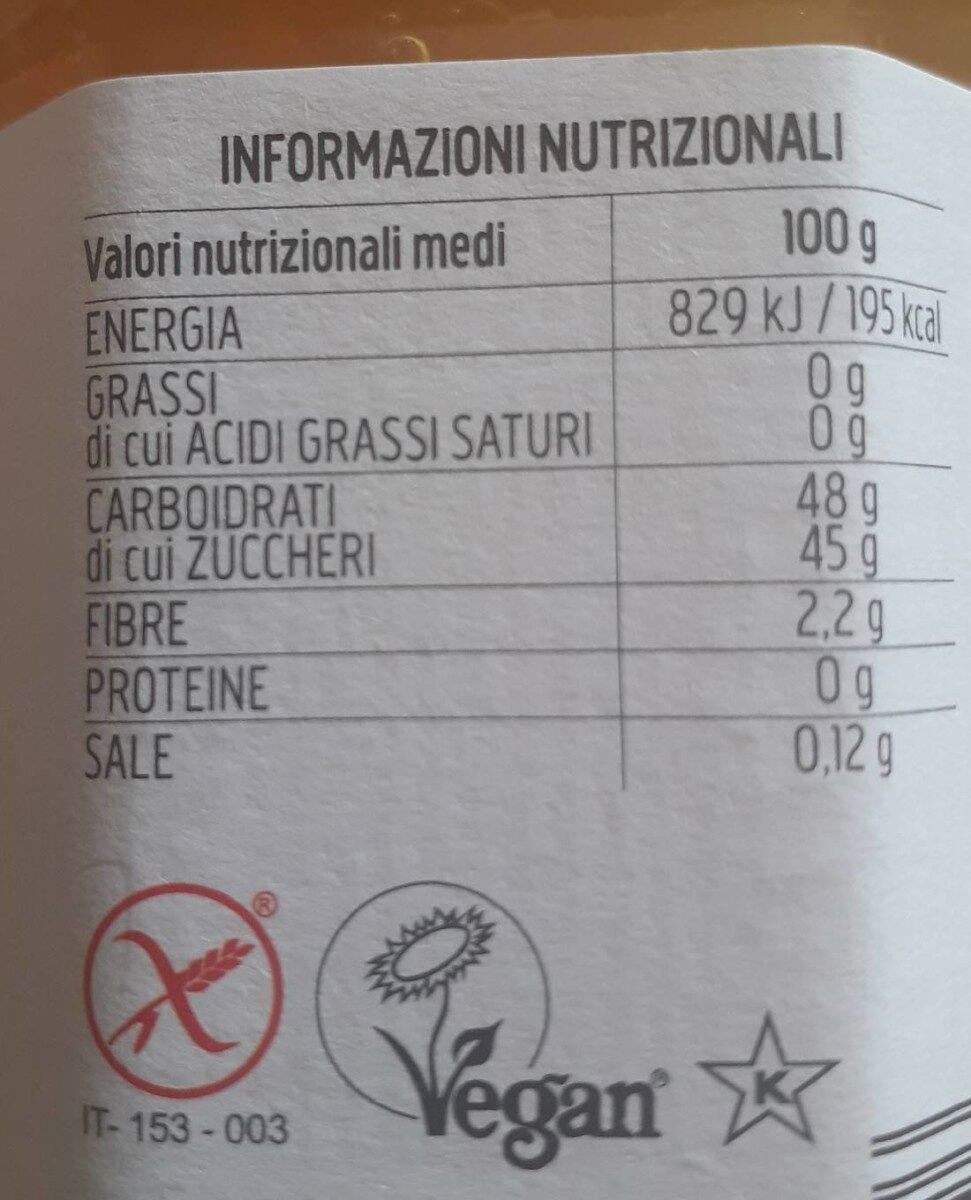 INFORMAZIONI NUTRIZIONALI
Valori nutrizionali medi 100 g
ENERGIA 829 kJ / 195 kcal
GRASSI 0 g
di cui ACIDI GRASSI SATURI 0 g
CARBOIDRATI 48 g
di cui ZUCCHERI 45 g
FIBRE 2,2 g
PROTEINE 0 g
SALE 0,12 g
®
IT- 153 - 003
Vegan®
K